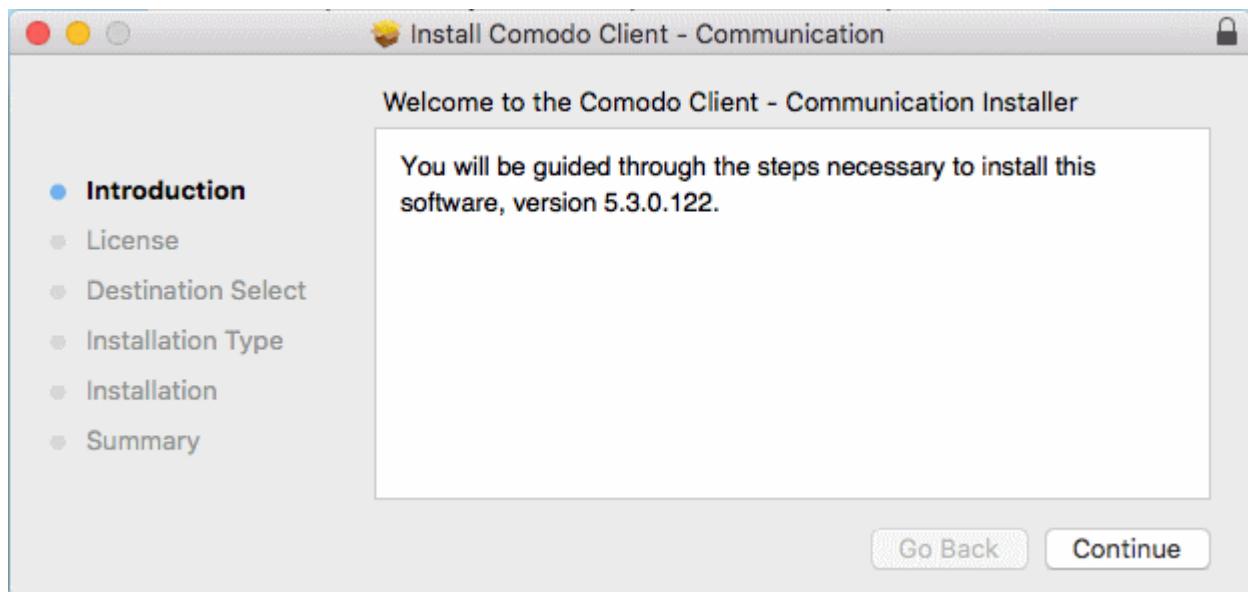 Install Comodo Client - Communication
Welcome to the Comodo Client - Communication Installer
Introduction
License
Destination Select
Installation Type
Installation
Summary
You will be guided through the steps necessary to install this
software, version 5.3.0.122.
Go Back
Continue